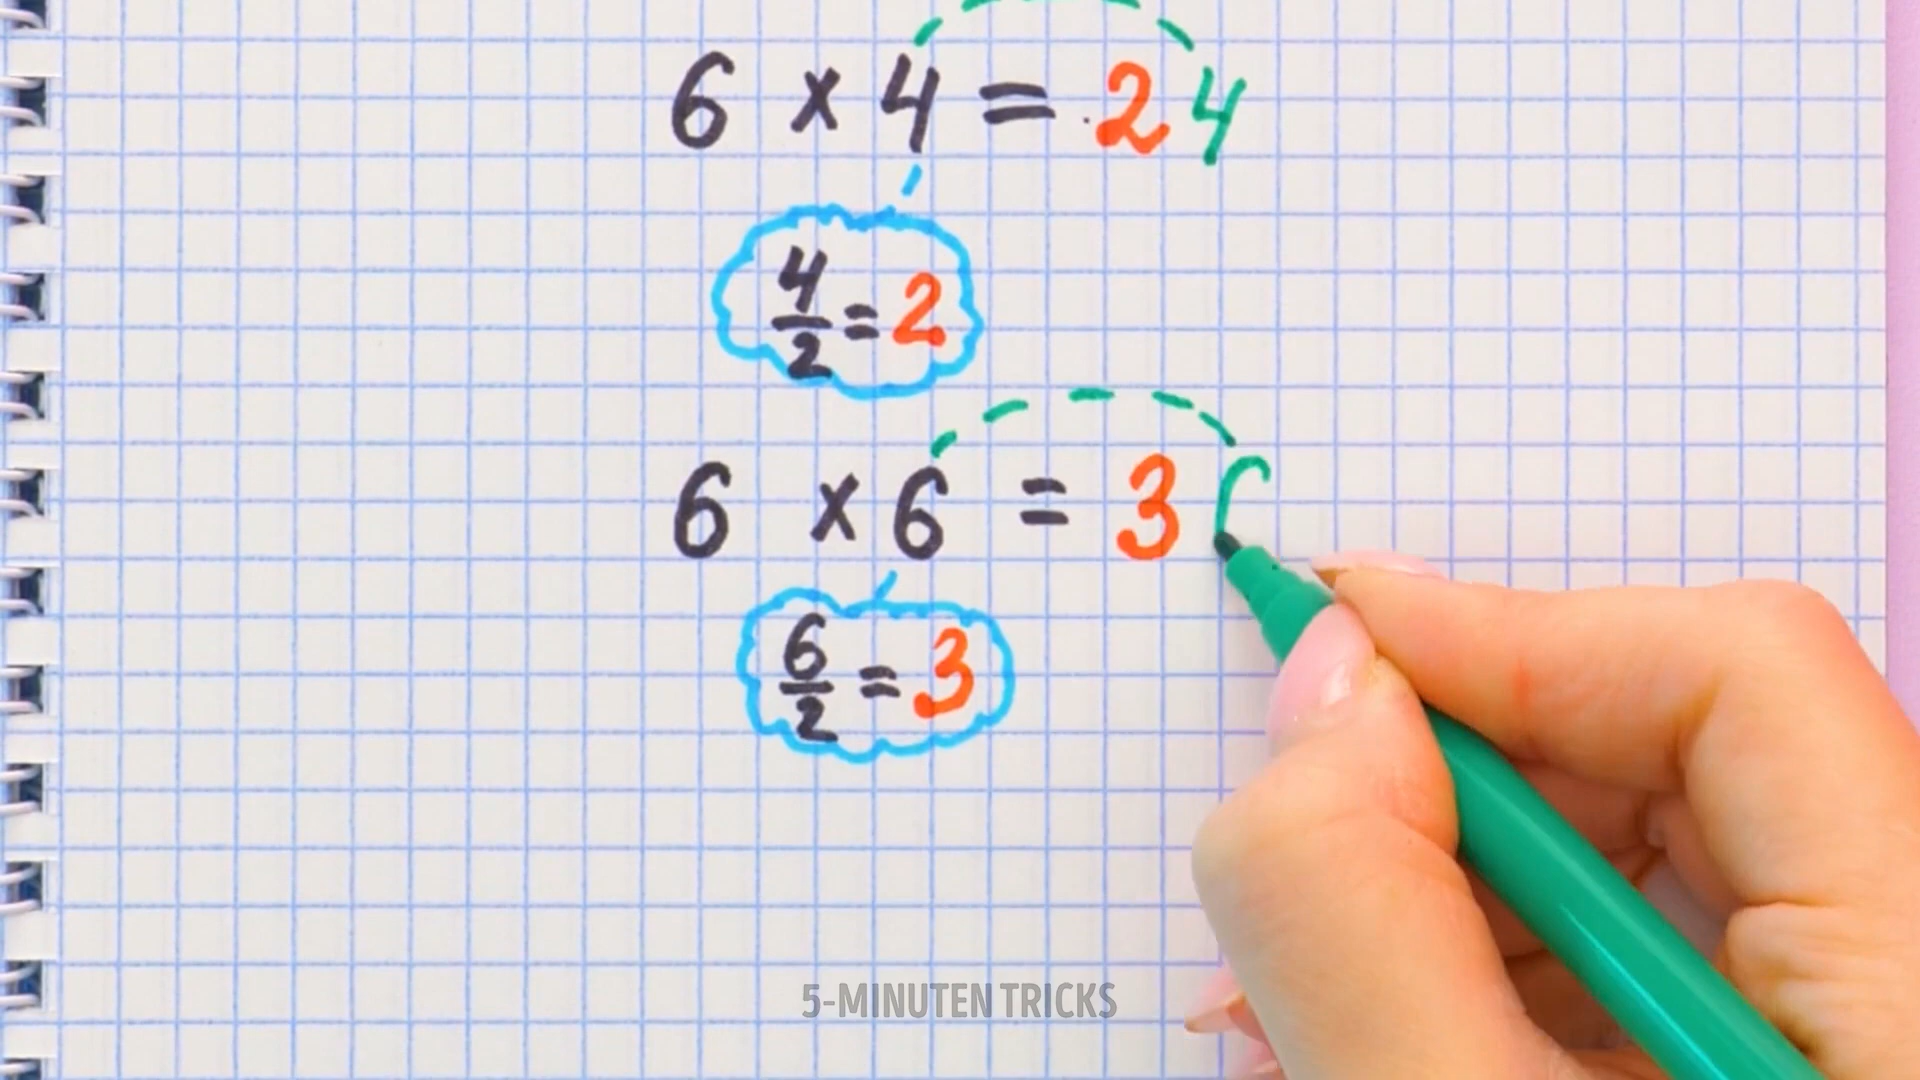 6 × 4 = 24
4/2 = 2
6 × 6 = 3
6/2 = 3
5-MINUTEN TRICKS